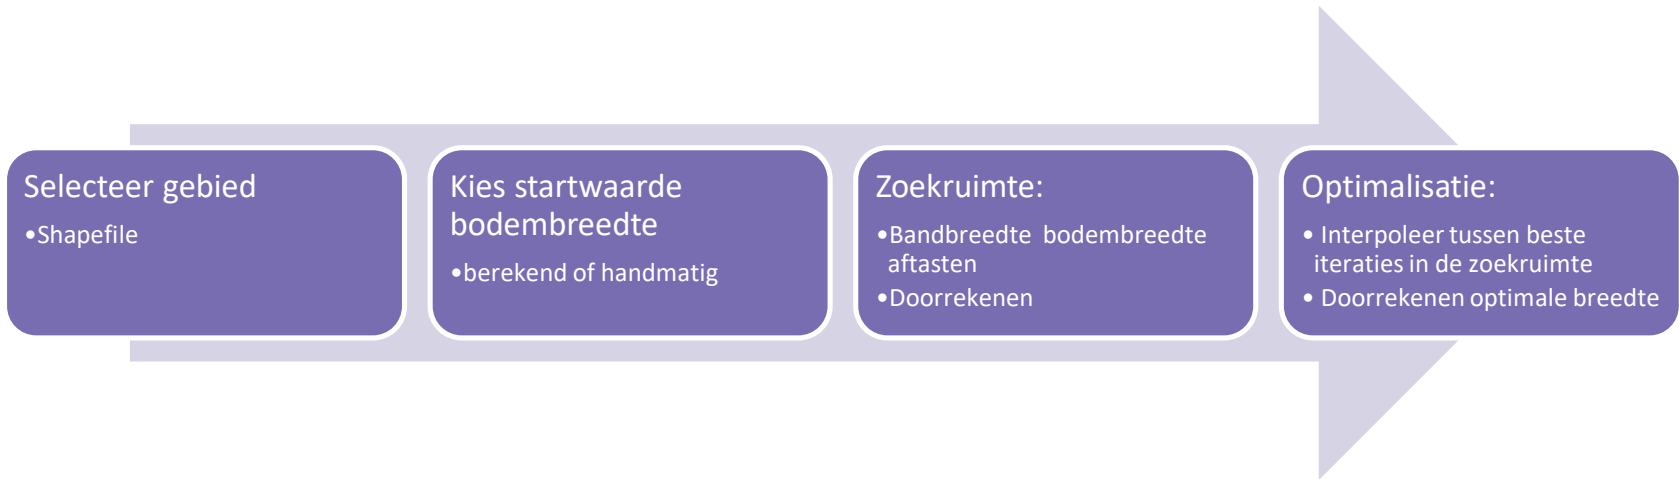 Selecteer gebied
•Shapefile
Kies startwaarde
bodembreedte
•berekend of handmatig
Zoekruimte:
•Bandbreedte bodembreedte
aftasten
•Doorrekenen
Optimalisatie:
• Interpoleer tussen beste
iteraties in de zoekruimte
• Doorrekenen optimale breedte